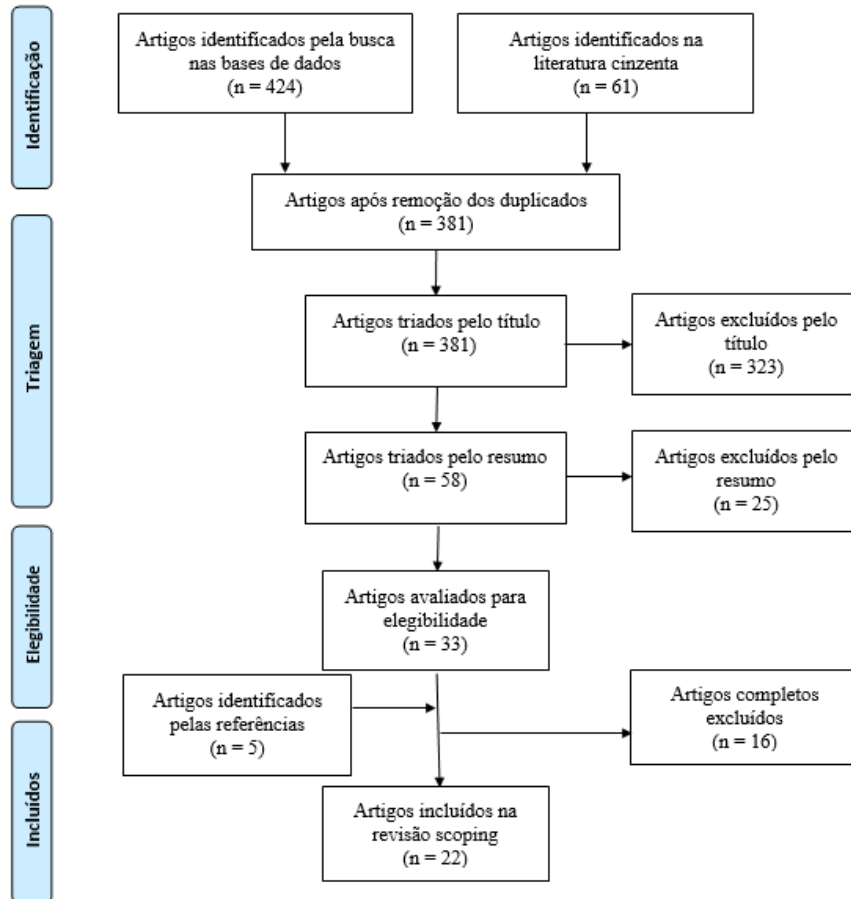 Identificação
Artigos identificados pela busca
nas bases de dados
(n = 424)
Artigos identificados na
literatura cinzenta
(n = 61)
Artigos após remoção dos duplicados
(n = 381)
Triagem
Artigos triados pelo título
(n = 381)
Artigos excluídos pelo
título
(n = 323)
Artigos triados pelo resumo
(n = 58)
Artigos excluídos pelo
resumo
(n = 25)
Elegibilidade
Artigos avaliados para
elegibilidade
(n = 33)
Artigos identificados
pelas referências
(n = 5)
Artigos completos
excluídos
(n = 16)
Incluídos
Artigos incluídos na
revisão scoping
(n = 22)